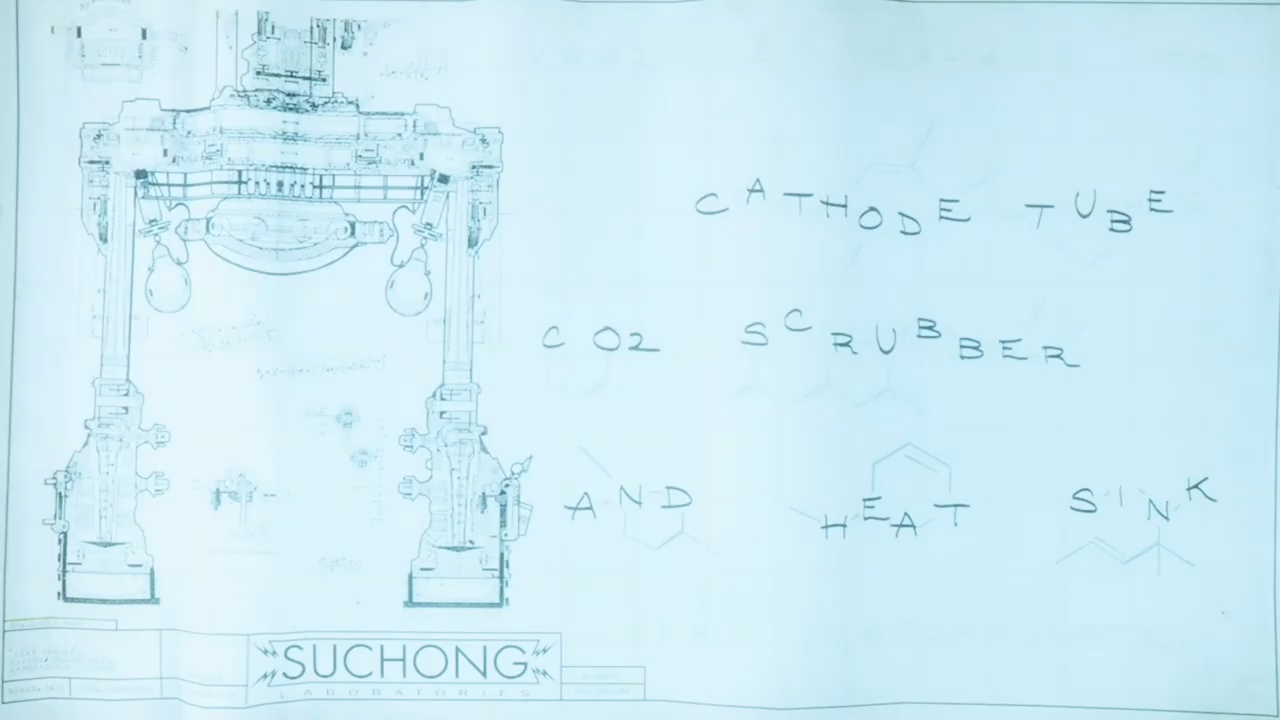 CATHODE TUBE
CO2 SCRUBBER
AND HEAT SINK
SUCHONG
LABORATORIES